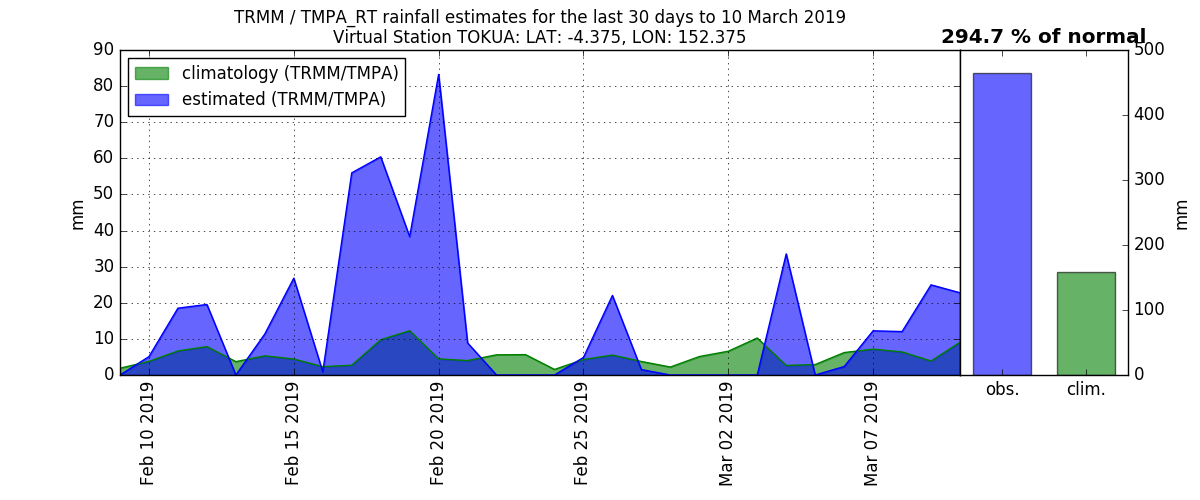 TRMM / TMPA_RT rainfall estimates for the last 30 days to 10 March 2019
Virtual Station TOKUA: LAT: -4.375, LON: 152.375
294.7 % of normal
climatology (TRMM/TMPA)
estimated (TRMM/TMPA)
90
80
70
60
50
40
30
20
10
0
mm
Feb 10 2019
Feb 15 2019
Feb 20 2019
Feb 25 2019
Mar 02 2019
Mar 07 2019
500
400
300
200
100
0
mm
obs.
clim.